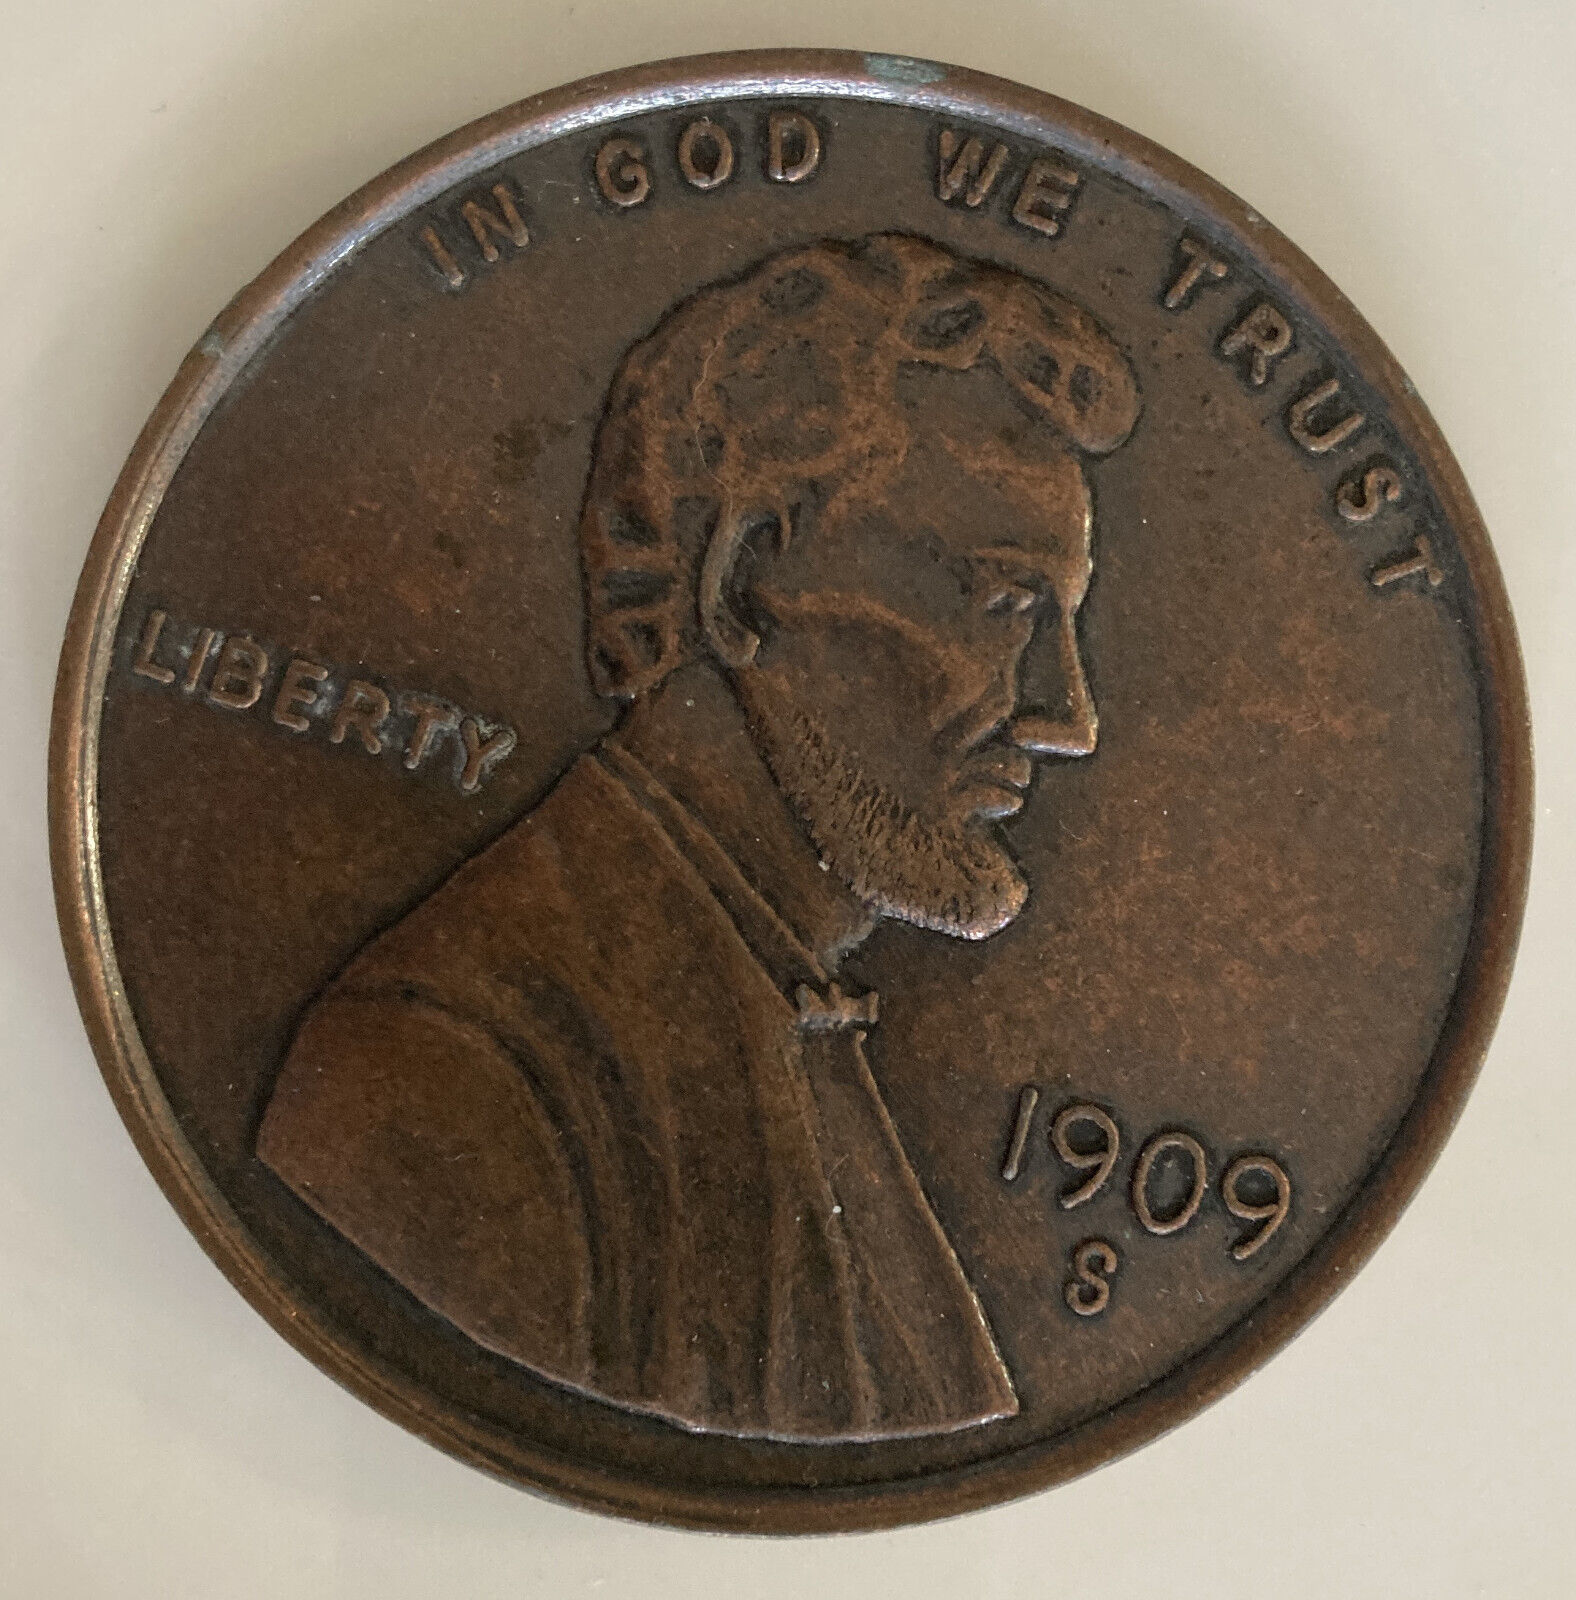 IN GOD WE TRUST
LIBERTY
1909
S